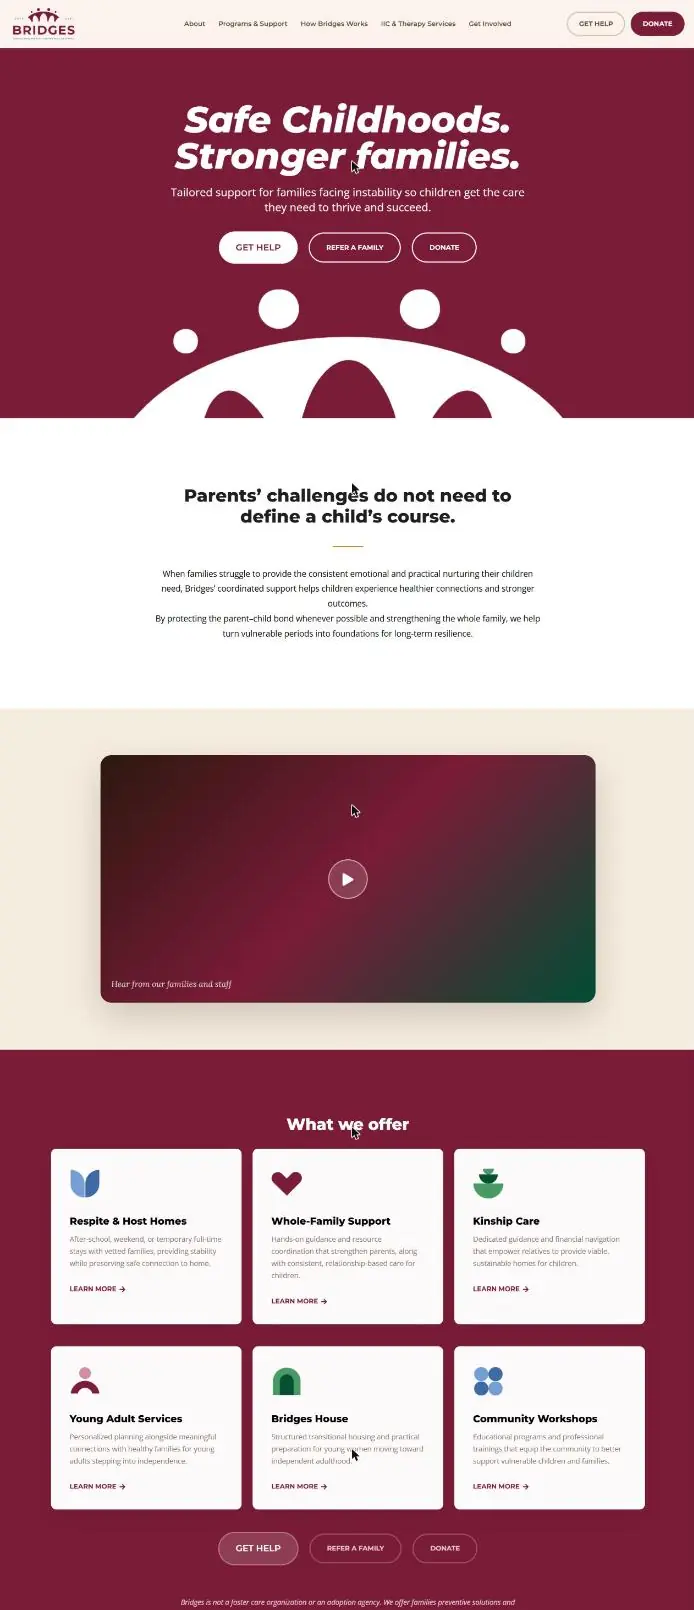 BRIDGES
About Programs & Support How Bridges Works IIC & Therapy Services Get Involved GET HELP DONATE
Safe Childhoods.
Stronger families.
Tailored support for families facing instability so children get the care
they need to thrive and succeed.
GET HELP REFER A FAMILY DONATE
Parents’ challenges do not need to
define a child’s course.
When families struggle to provide the consistent emotional and practical nurturing their children
need, Bridges’ coordinated support helps children experience healthier connections and stronger
outcomes.
By protecting the parent–child bond whenever possible and strengthening the whole family, we help
turn vulnerable periods into foundations for long-term resilience.
Hear from our families and staff
What we offer
Respite & Host Homes
After-school, weekend, or temporary full-time
stays with vetted families, providing stability
while preserving safe connection to home.
LEARN MORE →
Whole-Family Support
Hands-on guidance and resource
coordination that strengthen parents, along
with consistent, relationship-based care for
children.
LEARN MORE →
Kinship Care
Dedicated guidance and financial navigation
that empower relatives to provide viable,
sustainable homes for children.
LEARN MORE →
Young Adult Services
Personalized planning alongside meaningful
connections with healthy families for young
adults stepping into independence.
LEARN MORE →
Bridges House
Structured transitional housing and practical
preparation for young women moving toward
independent adulthood.
LEARN MORE →
Community Workshops
Educational programs and professional
trainings that equip the community to better
support vulnerable children and families.
LEARN MORE →
GET HELP REFER A FAMILY DONATE
Bridges is not a foster care organization or an adoption agency. We offer families preventive solutions and